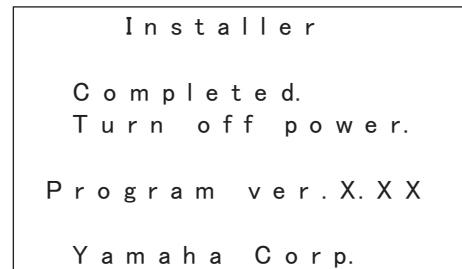 Installer
Completed.
Turn off power.
Program ver. X. XX
Yamaha Corp.